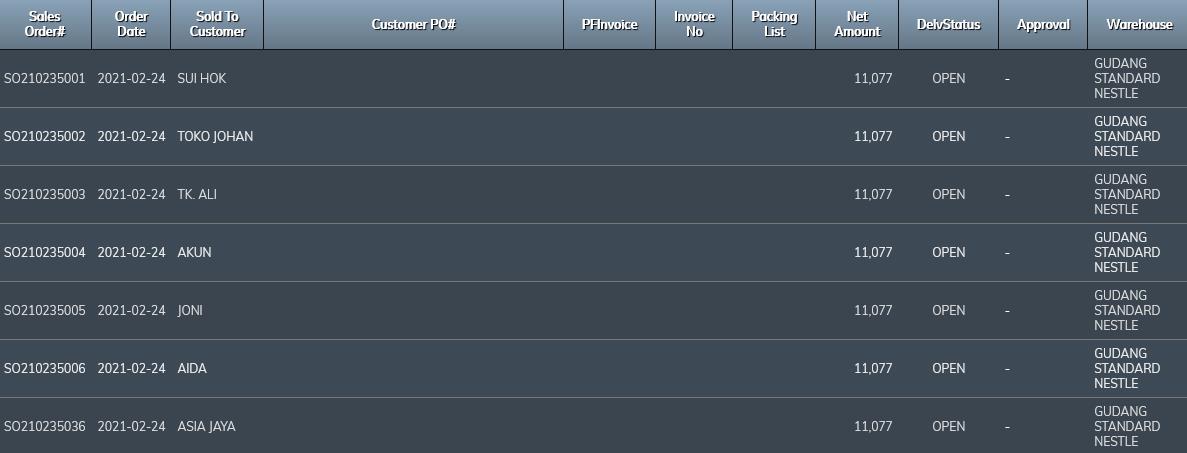 Sales Order# Order Date Sold To Customer Customer PO# PFInvoice Invoice No Packing List Net Amount DelvStatus Approval Warehouse
SO210235001 2021-02-24 SUI HOK 11,077 OPEN - GUDANG STANDARD NESTLE
SO210235002 2021-02-24 TOKO JOHAN 11,077 OPEN - GUDANG STANDARD NESTLE
SO210235003 2021-02-24 TK. ALI 11,077 OPEN - GUDANG STANDARD NESTLE
SO210235004 2021-02-24 AKUN 11,077 OPEN - GUDANG STANDARD NESTLE
SO210235005 2021-02-24 JONI 11,077 OPEN - GUDANG STANDARD NESTLE
SO210235006 2021-02-24 AIDA 11,077 OPEN - GUDANG STANDARD NESTLE
SO210235036 2021-02-24 ASIA JAYA 11,077 OPEN - GUDANG STANDARD NESTLE